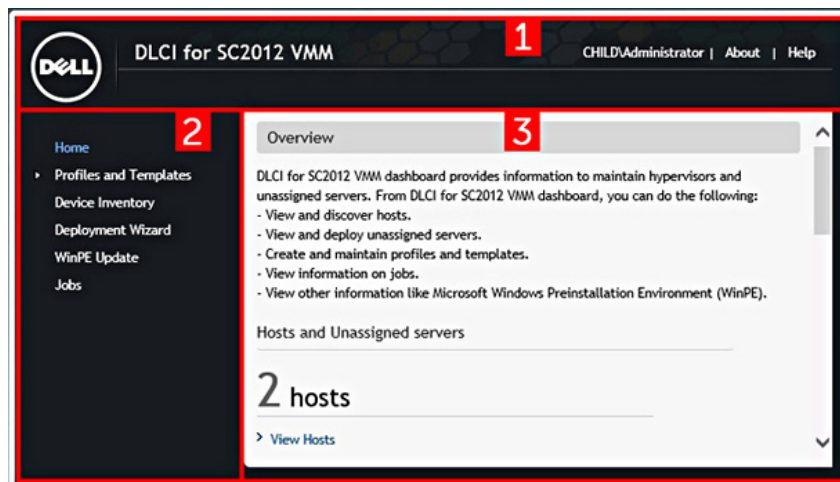 1
DELL
DLCI for SC2012 VMM
CHILD\Administrator | About | Help
2
Home
Profiles and Templates
Device Inventory
Deployment Wizard
WinPE Update
Jobs
3
Overview
DLCI for SC2012 VMM dashboard provides information to maintain hypervisors and
unassigned servers. From DLCI for SC2012 VMM dashboard, you can do the following:
- View and discover hosts.
- View and deploy unassigned servers.
- Create and maintain profiles and templates.
- View information on jobs.
- View other information like Microsoft Windows Preinstallation Environment (WinPE).
Hosts and Unassigned servers
2 hosts
View Hosts